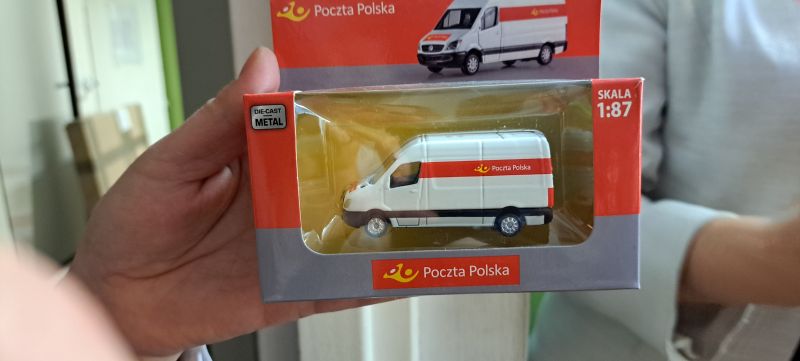 Poczta Polska
DIE-CAST
METAL
SKALA
1:87
Poczta Polska
Poczta Polska